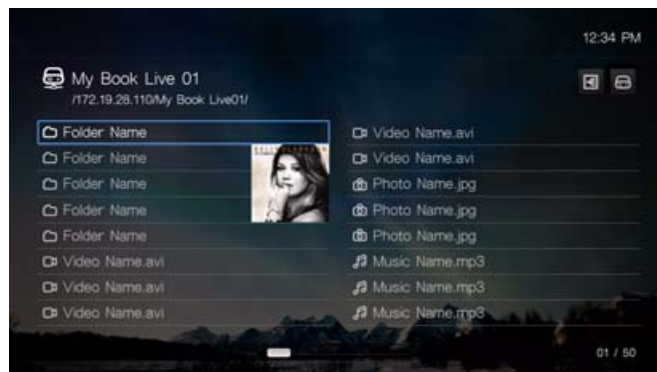 12:34 PM
My Book Live 01
/172.19.28.110/My Book Live01/
Folder Name
Folder Name
Folder Name
Folder Name
Folder Name
Video Name.avi
Video Name.avi
Video Name.avi
KELLY CLARKSON
Video Name.avi
Video Name.avi
Photo Name.jpg
Photo Name.jpg
Photo Name.jpg
Music Name.mp3
Music Name.mp3
Music Name.mp3
01 / 50